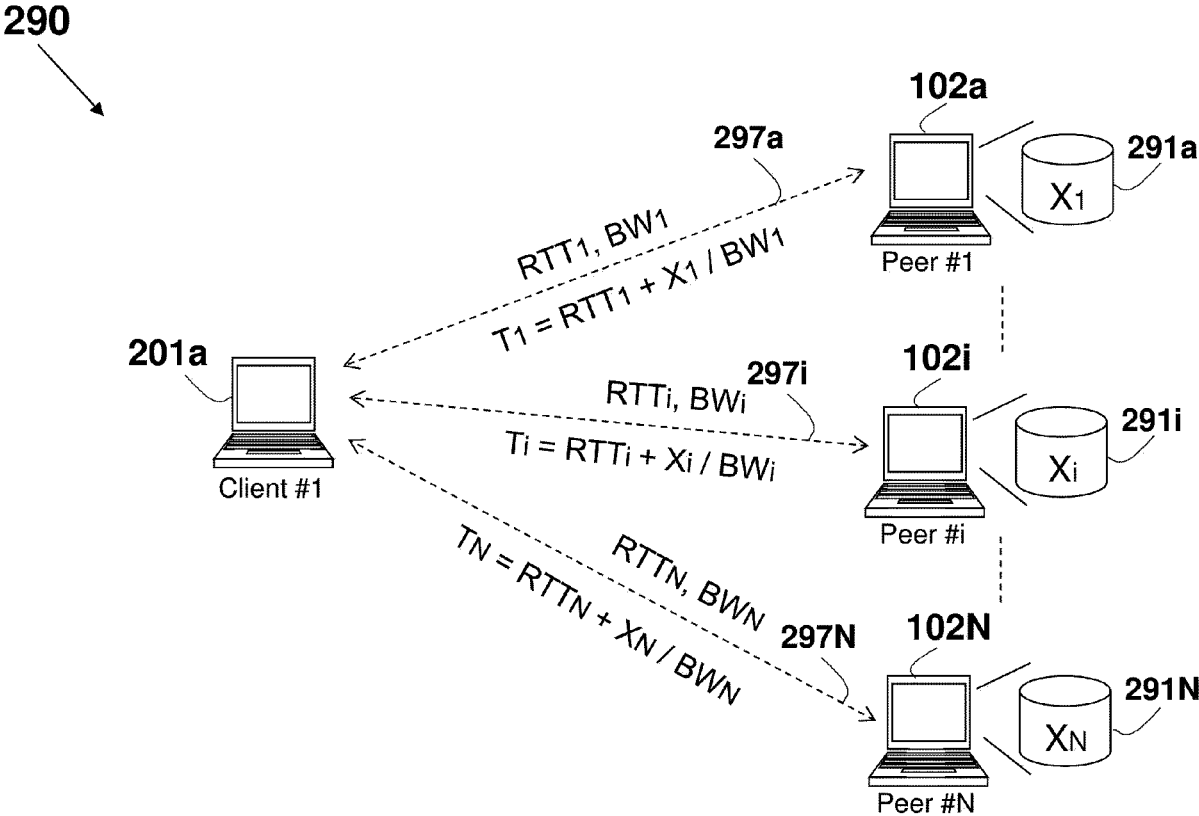 290
102a
297a
291a
X1
RTT1, BW1
Peer #1
T1 = RTT1 + X1 / BW1
201a
102i
297i
RTTi, BWi
291i
Xi
Ti = RTTi + Xi / BWi
Client #1
Peer #i
RTTN, BWN
TN = RTTN + XN / BWN
297N
102N
291N
XN
Peer #N